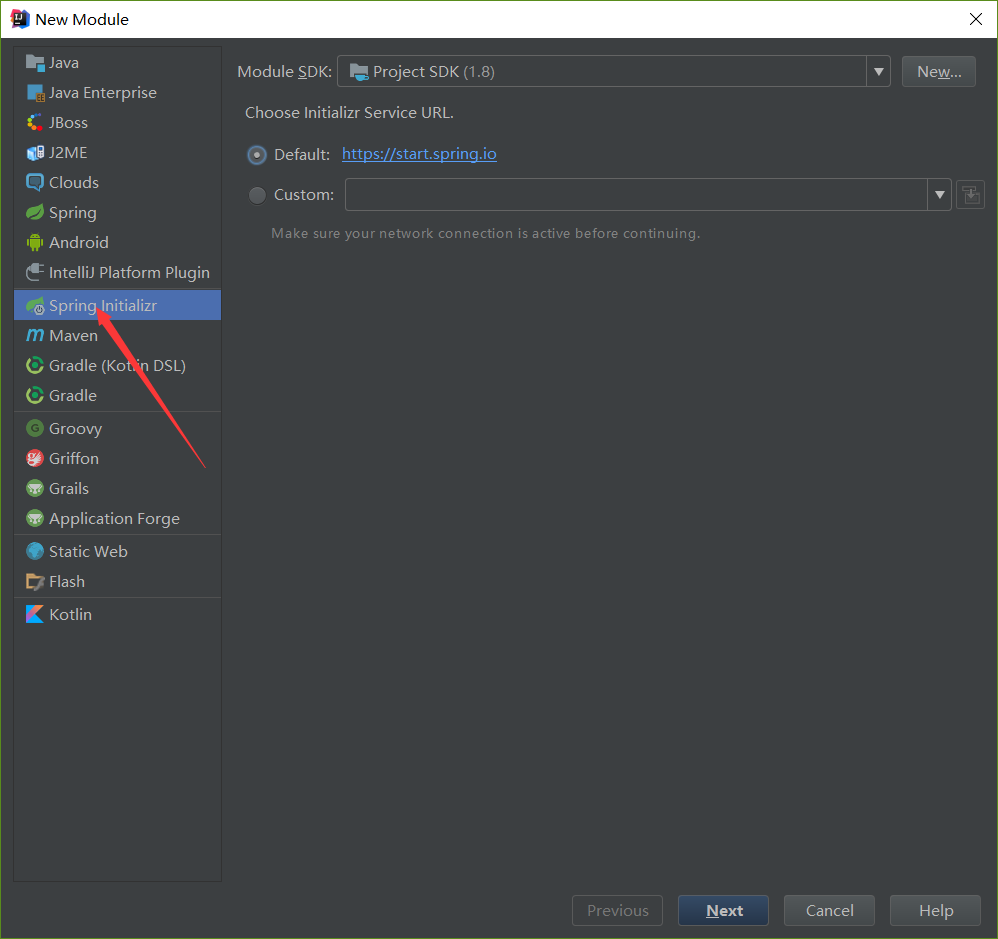 New Module
Java
Java Enterprise
JBoss
J2ME
Clouds
Spring
Android
IntelliJ Platform Plugin
Spring Initializr
Maven
Gradle (Kotlin DSL)
Gradle
Groovy
Griffon
Grails
Application Forge
Static Web
Flash
Kotlin
Module SDK: Project SDK (1.8) New...
Choose Initializr Service URL.
Default: https://start.spring.io
Custom:
Make sure your network connection is active before continuing.
Previous Next Cancel Help